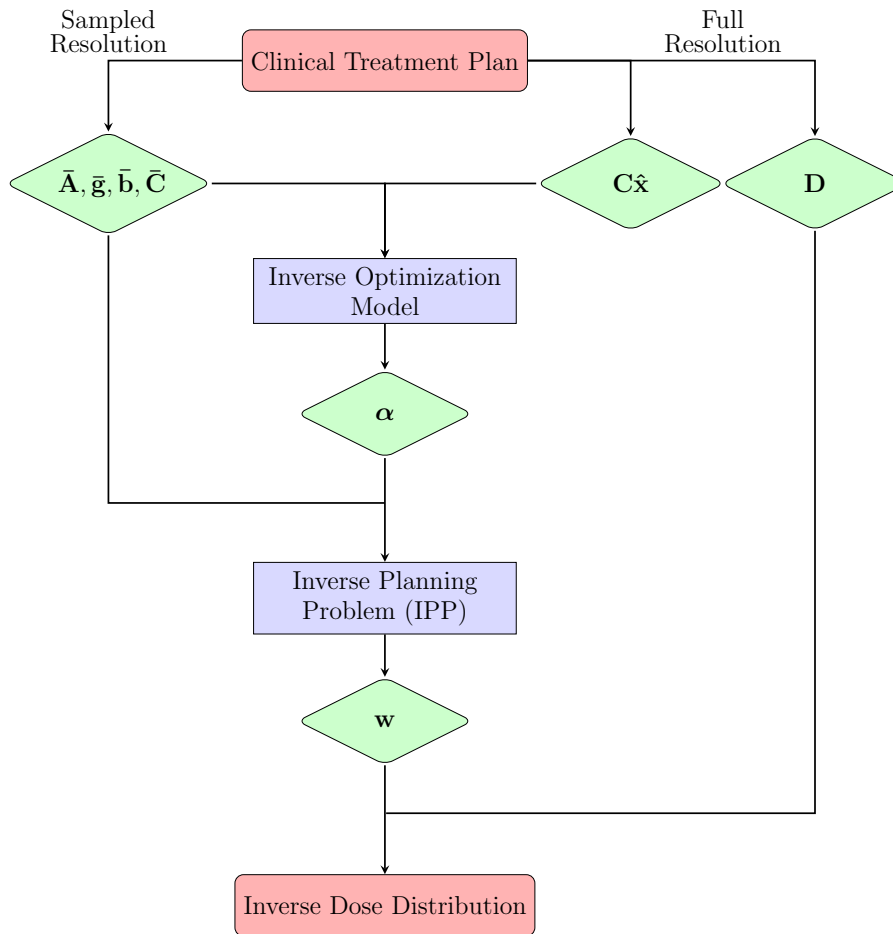 Sampled
Resolution
Full
Resolution
Clinical Treatment Plan
Ā, ḡ, b̄, C̄
Cx̂
D
Inverse Optimization
Model
α
Inverse Planning
Problem (IPP)
w
Inverse Dose Distribution